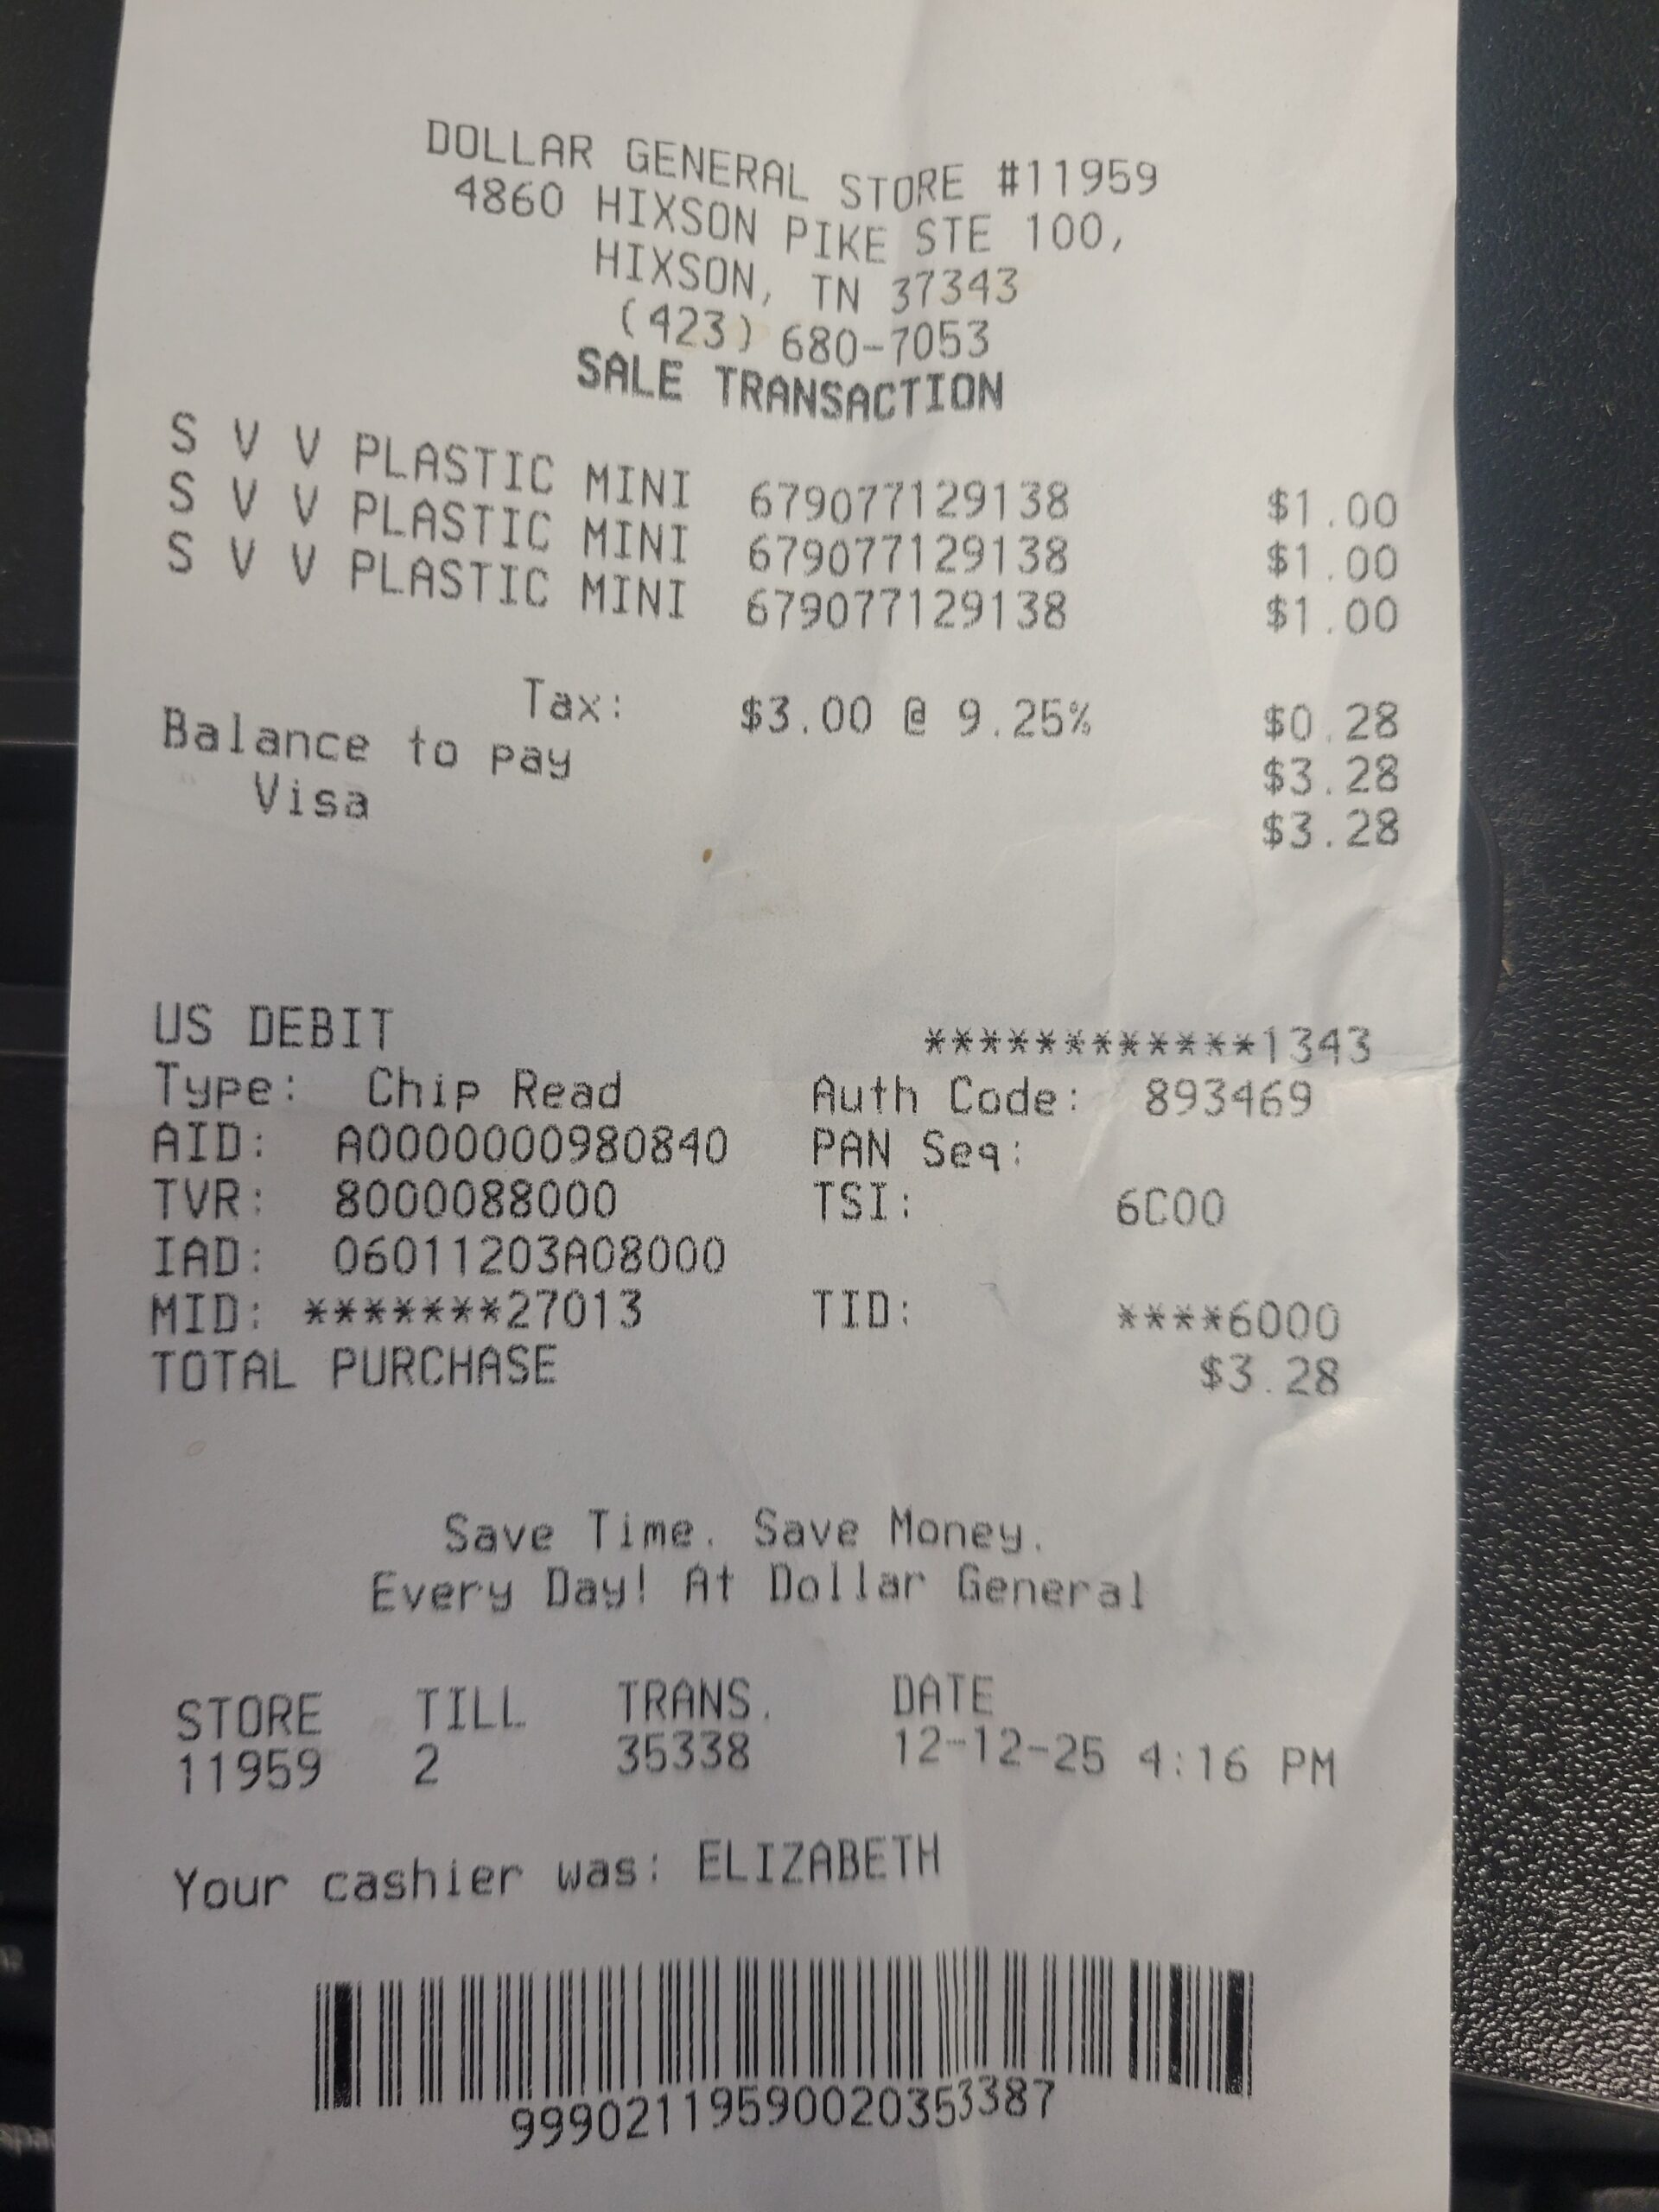 DOLLAR GENERAL STORE #11959
4860 HIXSON PIKE STE 100,
HIXSON, TN 37343
(423) 680-7053
SALE TRANSACTION
S V V PLASTIC MINI 679077129138 $1.00
S V V PLASTIC MINI 679077129138 $1.00
S V V PLASTIC MINI 679077129138 $1.00
Tax: $3.00 @ 9.25% $0.28
Balance to pay $3.28
Visa $3.28
US DEBIT ************1343
Type: Chip Read Auth Code: 893469
AID: A0000000980840 PAN Seq:
TVR: 8000088000 TSI: 6C00
IAD: 06011203A08000
MID: *******27013 TID: ****6000
TOTAL PURCHASE $3.28
Save Time. Save Money.
Every Day! At Dollar General
STORE TILL TRANS. DATE
11959 2 35338 12-12-25 4:16 PM
Your cashier was: ELIZABETH
99902119590020353387